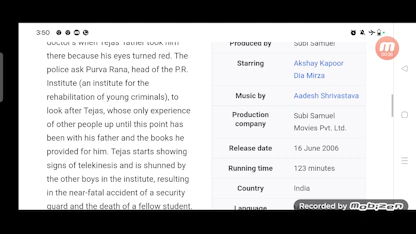 3:50
doctor's when Tejas' father took him
there because his eyes turned red. The
police ask Purva Rana, head of the P.R.
Institute (an institute for the
rehabilitation of young criminals), to
look after Tejas, whose only experience
of other people up until this point has
been with his father and the books he
provided for him. Tejas starts showing
signs of telekinesis and is shunned by
the other boys in the institute, resulting
in the near-fatal accident of a security
guard and the death of a fellow student.
Produced by Subi Samuel
Starring Akshay Kapoor
Dia Mirza
Music by Aadesh Shrivastava
Production Subi Samuel
company Movies Pvt. Ltd.
Release date 16 June 2006
Running time 123 minutes
Country India
Language
Recorded by Mobizen